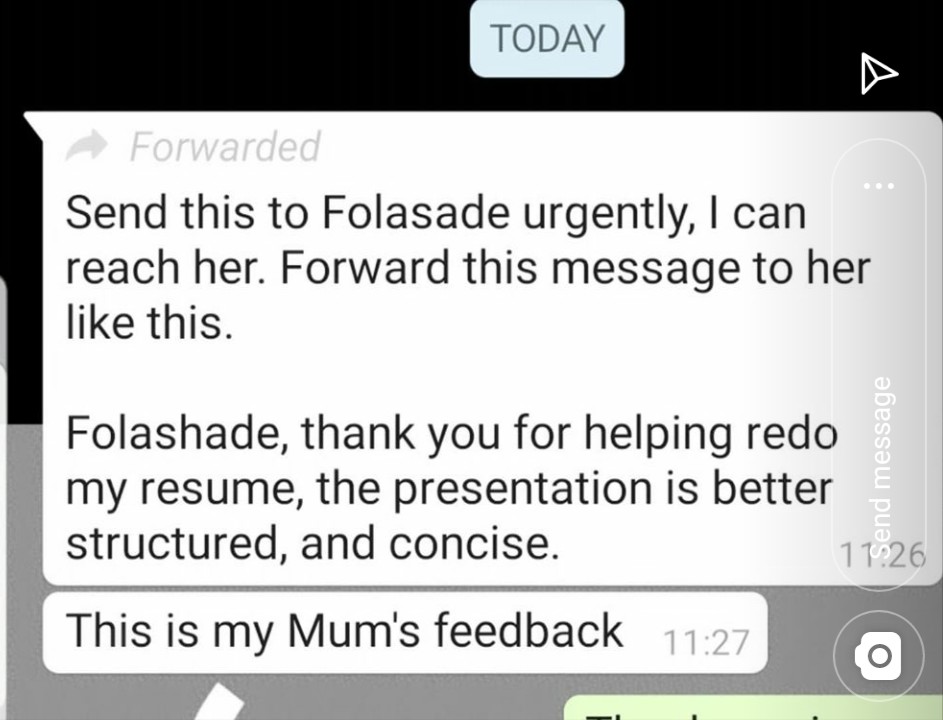 TODAY
Forwarded
Send this to Folasade urgently, I can
reach her. Forward this message to her
like this.
Folashade, thank you for helping redo
my resume, the presentation is better
structured, and concise.
11:26
This is my Mum's feedback 11:27
Send message